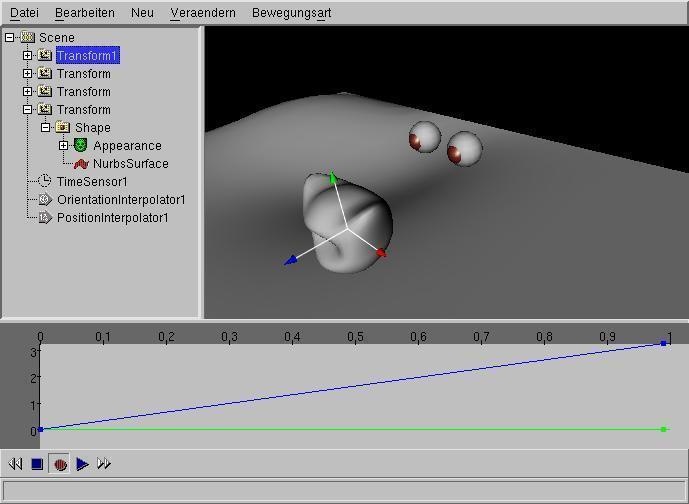 Datei Bearbeiten Neu Veraendern Bewegungsart
Scene
Transform1
Transform
Transform
Transform
Shape
Appearance
NurbsSurface
TimeSensor1
OrientationInterpolator1
PositionInterpolator1
0 0,1 0,2 0,3 0,4 0,5 0,6 0,7 0,8 0,9 1
3
2
1
0